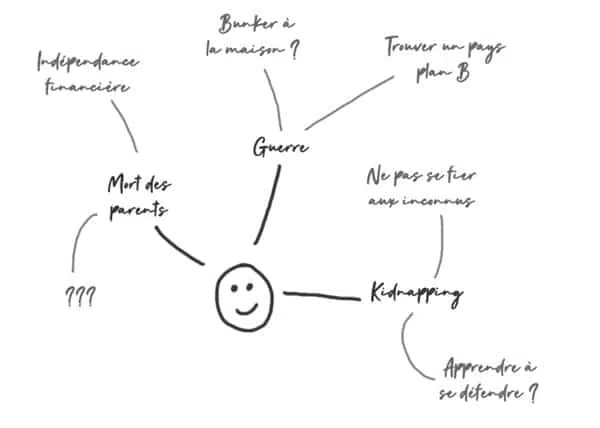 Bunker à
la maison ?
Trouver un pays
plan B
Indépendance
financière
Guerre
Mort des
parents
Ne pas se fier
aux inconnus
???
Kidnapping
Apprendre à
se détendre ?